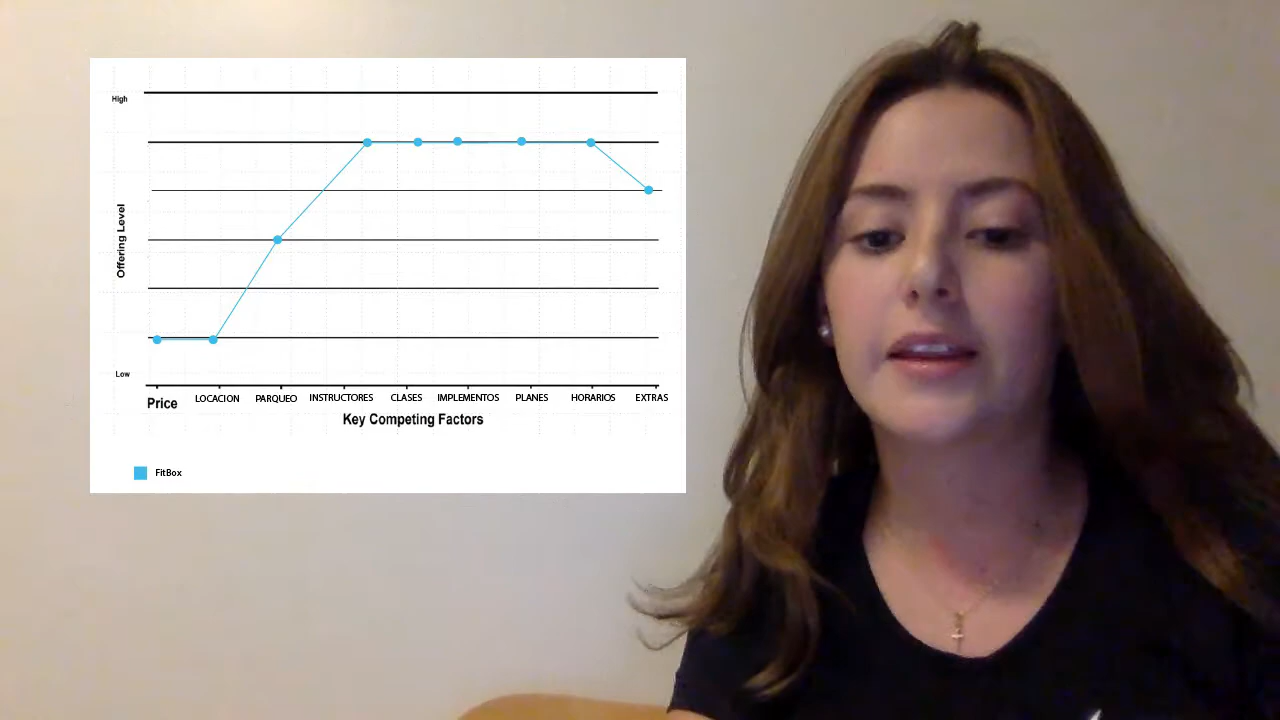 High
Offering Level
Low
Price LOCACION PARQUEO INSTRUCTORES CLASES IMPLEMENTOS PLANES HORARIOS EXTRAS
Key Competing Factors
FitBox